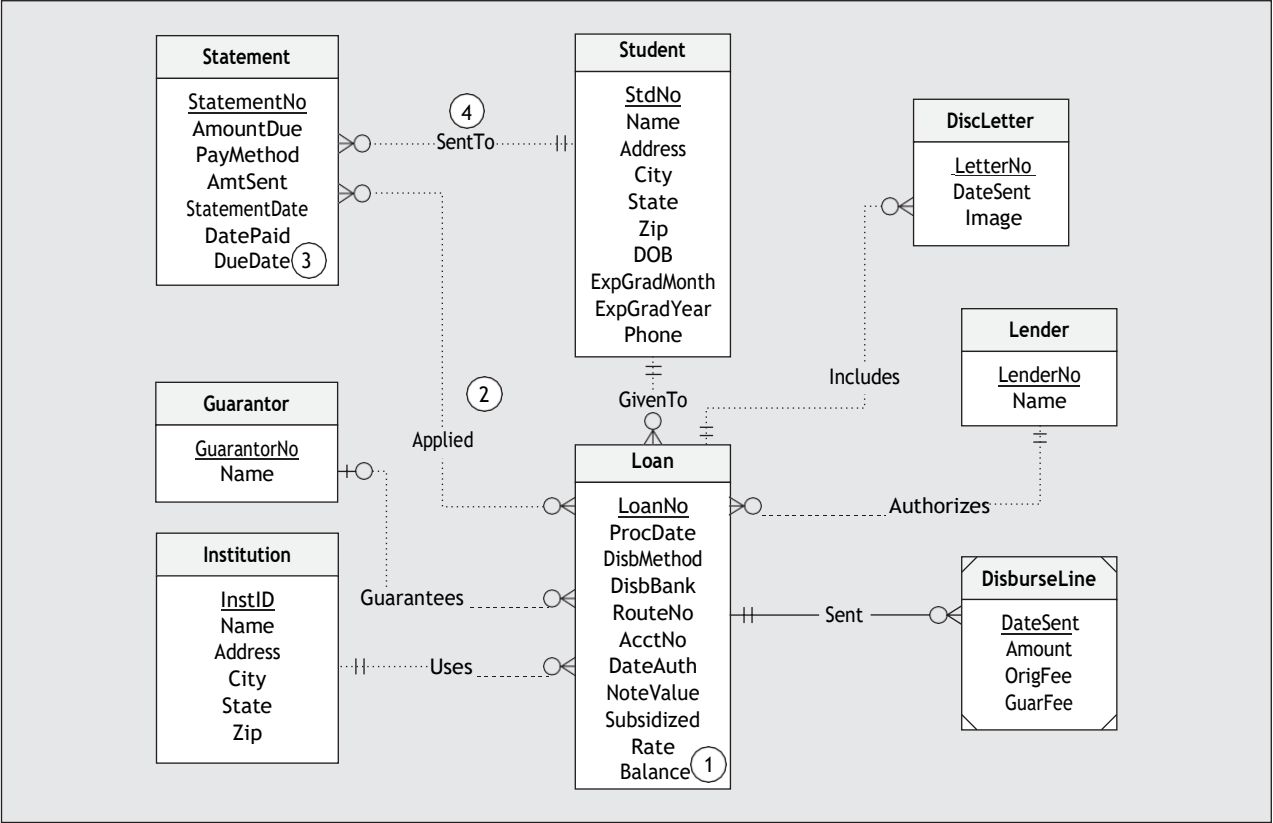 Statement
StatementNo
AmountDue
PayMethod
AmtSent
StatementDate
DatePaid
DueDate
3
4
SentTo
Student
StdNo
Name
Address
City
State
Zip
DOB
ExpGradMonth
ExpGradYear
Phone
DiscLetter
LetterNo
DateSent
Image
Lender
LenderNo
Name
Includes
GivenTo
2
Applied
Guarantor
GuarantorNo
Name
Guarantees
Institution
InstID
Name
Address
City
State
Zip
Uses
Loan
LoanNo
ProcDate
DisbMethod
DisbBank
RouteNo
AcctNo
DateAuth
NoteValue
Subsidized
Rate
Balance
1
Authorizes
Sent
DisburseLine
DateSent
Amount
OrigFee
GuarFee